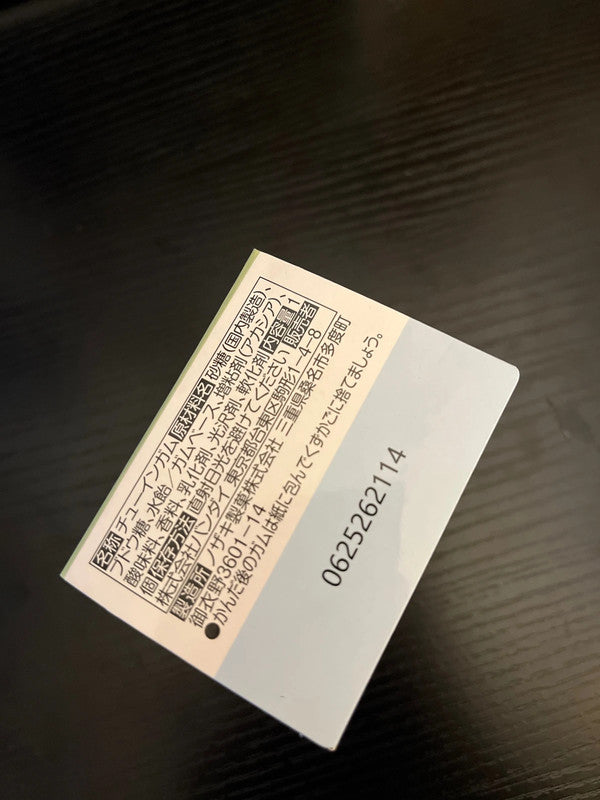 名称 チューインガム 原材料名 砂糖(国内製造)、
ブドウ糖、水飴/ガムベース、増粘剤(アカシア)、
酸味料、香料、乳化剤、光沢剤、軟化剤 内容量 1
個 保存方法 直射日光を避けてください 販売者
株式会社バンダイ 東京都台東区駒形1-4-8
製造所 ノザキ製菓株式会社 三重県桑名市多度町
御衣野3601-14
●かんだ後のガムは紙に包んでくずかごに捨てましょう。
0625262114